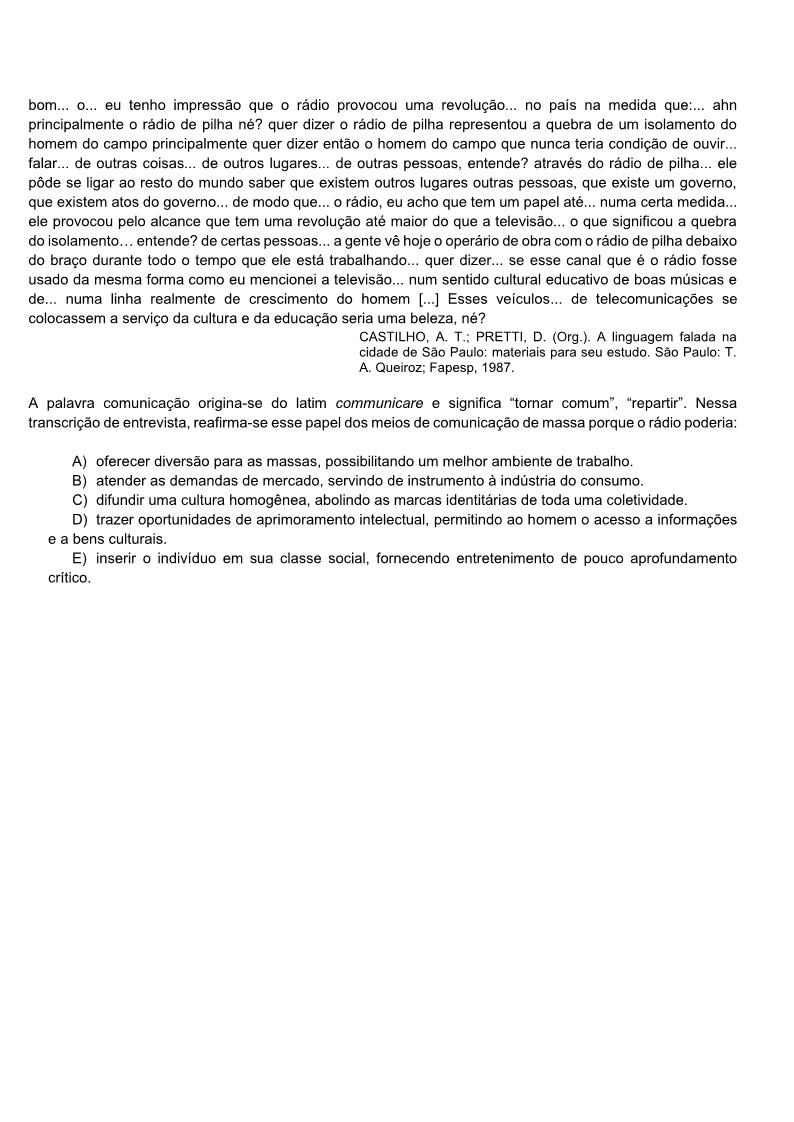 bom... o... eu tenho impressão que o rádio provocou uma revolução... no país na medida que:... ahn
principalmente o rádio de pilha né? quer dizer o rádio de pilha representou a quebra de um isolamento do
homem do campo principalmente quer dizer então o homem do campo que nunca teria condição de ouvir...
falar... de outras coisas... de outros lugares... de outras pessoas, entende? através do rádio de pilha... ele
pôde se ligar ao resto do mundo saber que existem outros lugares outras pessoas, que existe um governo,
que existem atos do governo... de modo que... o rádio, eu acho que tem um papel até... numa certa medida...
ele provocou pelo alcance que tem uma revolução até maior do que a televisão... o que significou a quebra
do isolamento… entende? de certas pessoas... a gente vê hoje o operário de obra com o rádio de pilha debaixo
do braço durante todo o tempo que ele está trabalhando... quer dizer... se esse canal que é o rádio fosse
usado da mesma forma como eu mencionei a televisão... num sentido cultural educativo de boas músicas e
de... numa linha realmente de crescimento do homem [...] Esses veículos... de telecomunicações se
colocassem a serviço da cultura e da educação seria uma beleza, né?
CASTILHO, A. T.; PRETTI, D. (Org.). A linguagem falada na
cidade de São Paulo: materiais para seu estudo. São Paulo: T.
A. Queiroz; Fapesp, 1987.
A palavra comunicação origina-se do latim communicare e significa “tornar comum”, “repartir”. Nessa
transcrição de entrevista, reafirma-se esse papel dos meios de comunicação de massa porque o rádio poderia:
A) oferecer diversão para as massas, possibilitando um melhor ambiente de trabalho.
B) atender as demandas de mercado, servindo de instrumento à indústria do consumo.
C) difundir uma cultura homogênea, abolindo as marcas identitárias de toda uma coletividade.
D) trazer oportunidades de aprimoramento intelectual, permitindo ao homem o acesso a informações
e a bens culturais.
E) inserir o indivíduo em sua classe social, fornecendo entretenimento de pouco aprofundamento
crítico.